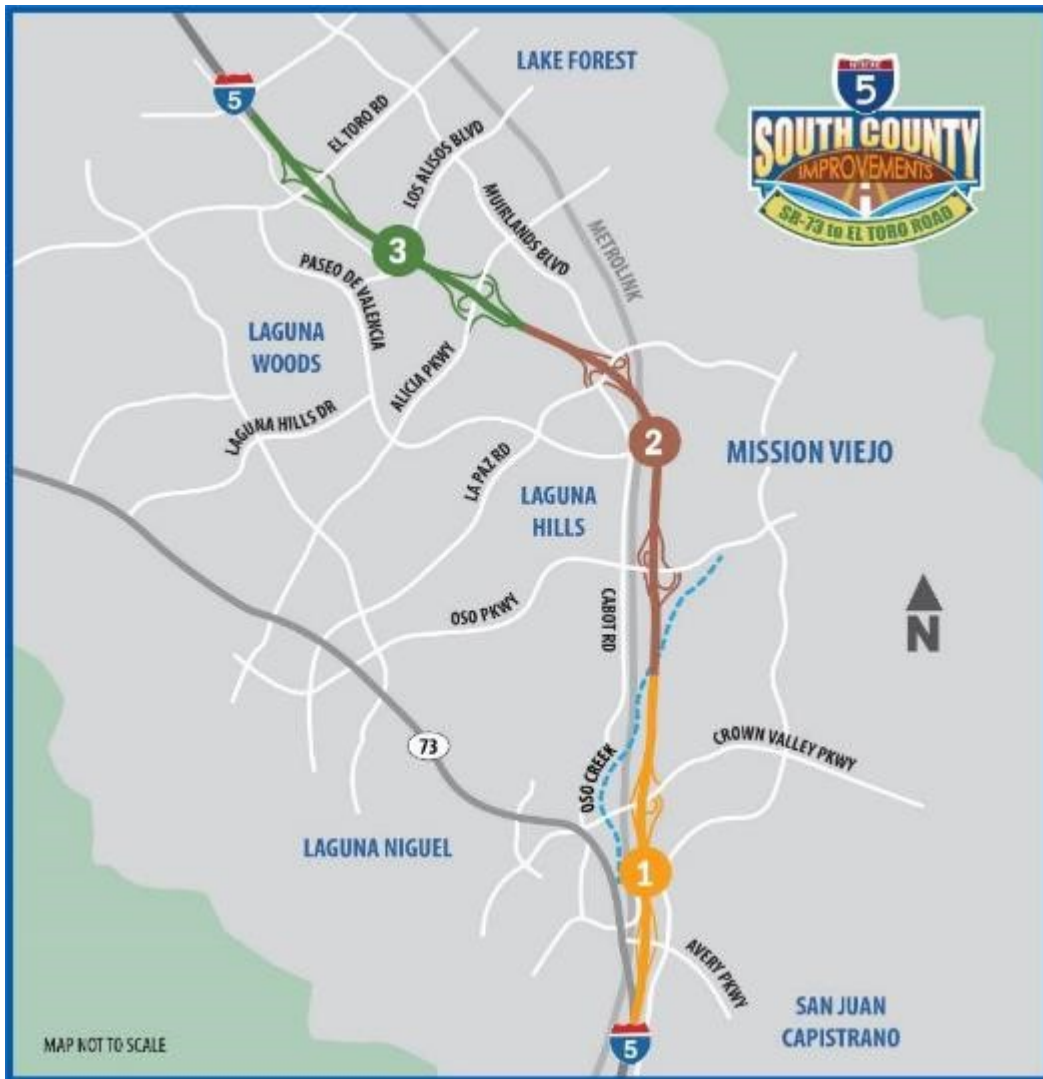 LAKE FOREST
INTERSTATE
5
SOUTH COUNTY
IMPROVEMENTS
SR-73 to EL TORO ROAD
5
EL TORO RD
LOS ALISOS BLVD
MUIRLANDS BLVD
METROLINK
3
PASEO DE VALENCIA
LAGUNA
WOODS
ALICIA PKWY
LAGUNA HILLS DR
2
MISSION VIEJO
LA PAZ RD
LAGUNA
HILLS
OSO PKWY
CABOT RD
N
73
OSO CREEK
CROWN VALLEY PKWY
LAGUNA NIGUEL
1
AVERY PKWY
SAN JUAN
CAPISTRANO
5
MAP NOT TO SCALE